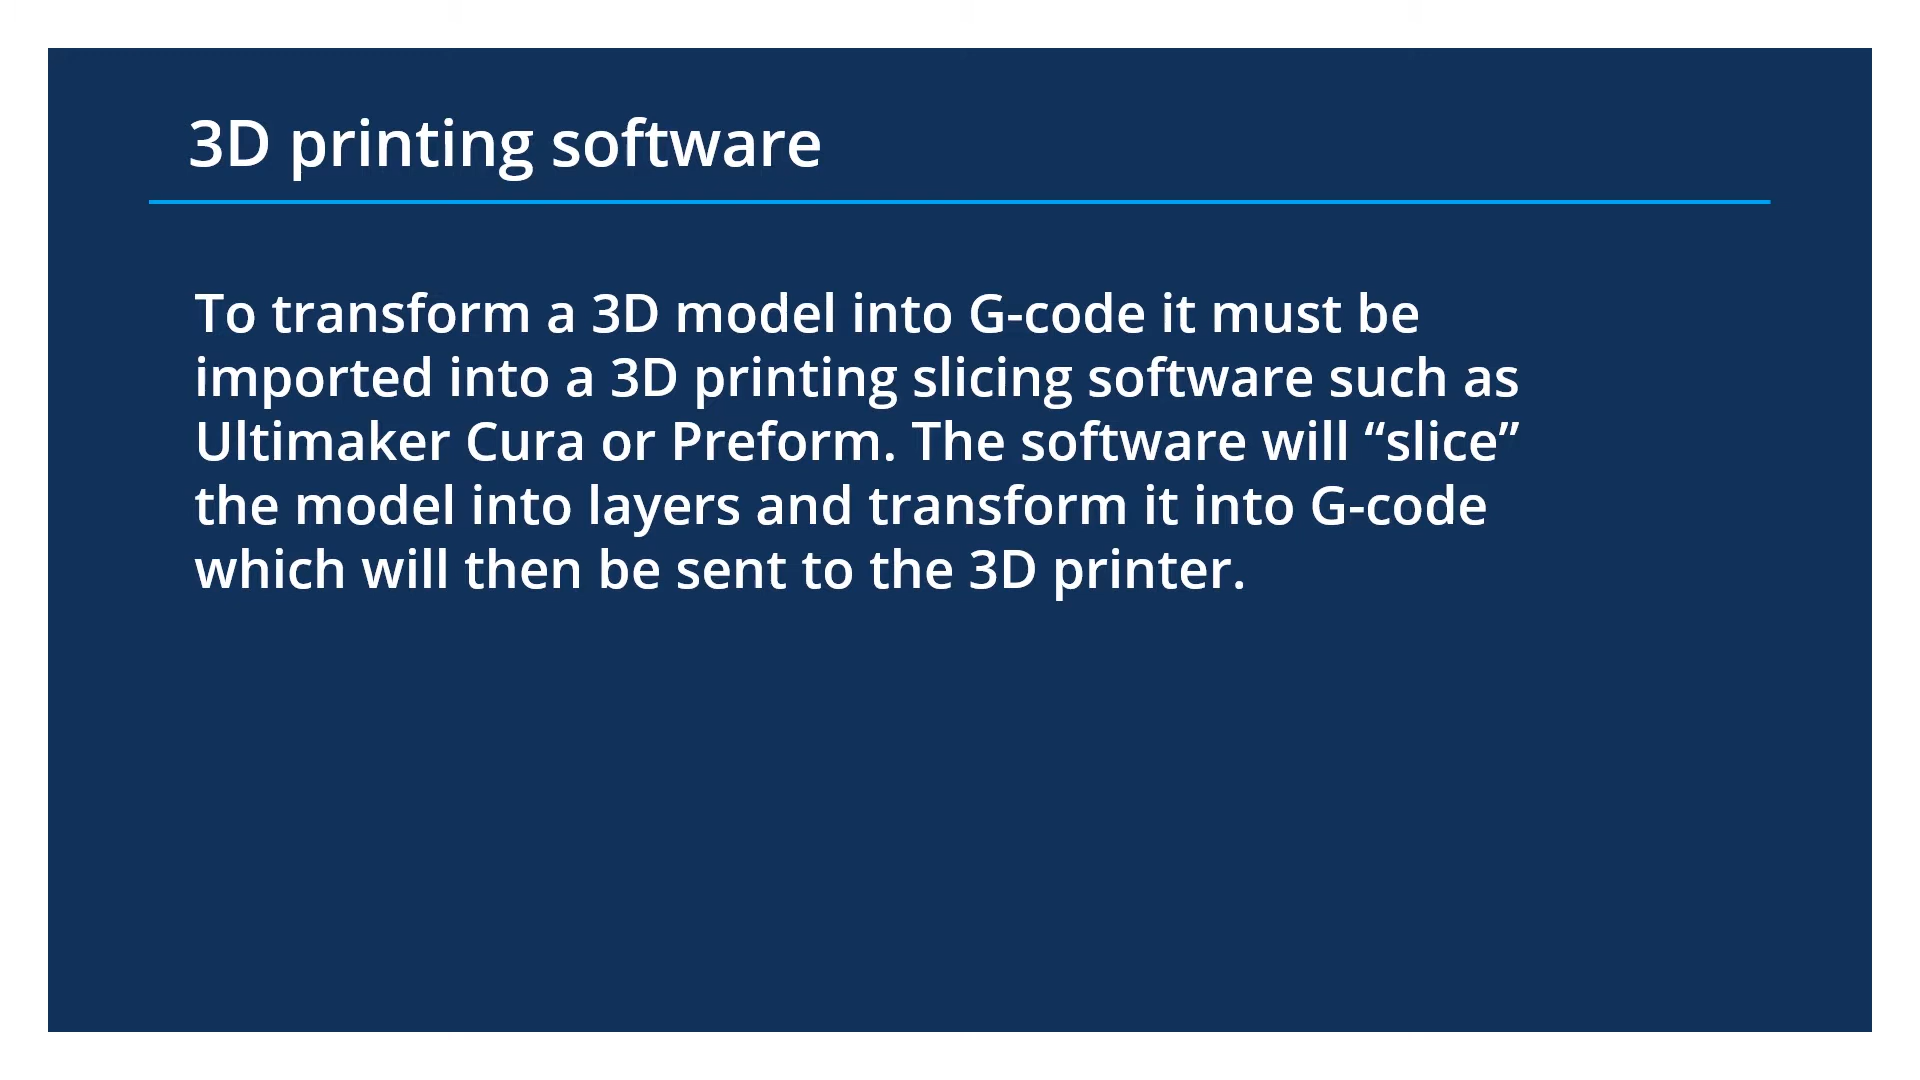 3D printing software
To transform a 3D model into G-code it must be
imported into a 3D printing slicing software such as
Ultimaker Cura or Preform. The software will “slice”
the model into layers and transform it into G-code
which will then be sent to the 3D printer.